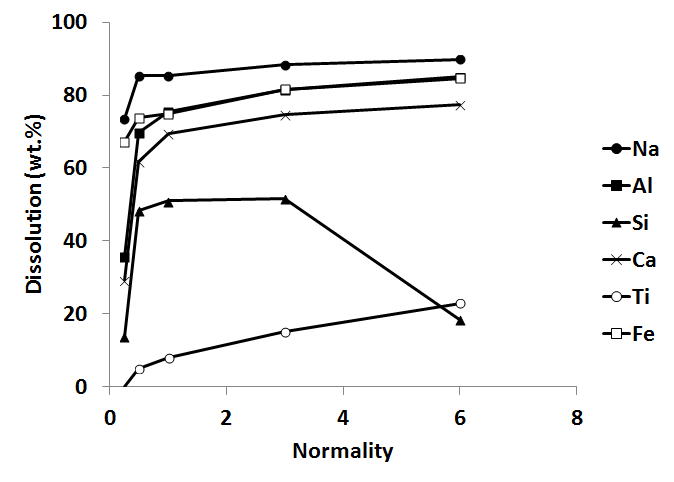 100
80
60
40
20
0
Dissolution (wt.%)
0 2 4 6 8
Normality
Na
Al
Si
Ca
Ti
Fe